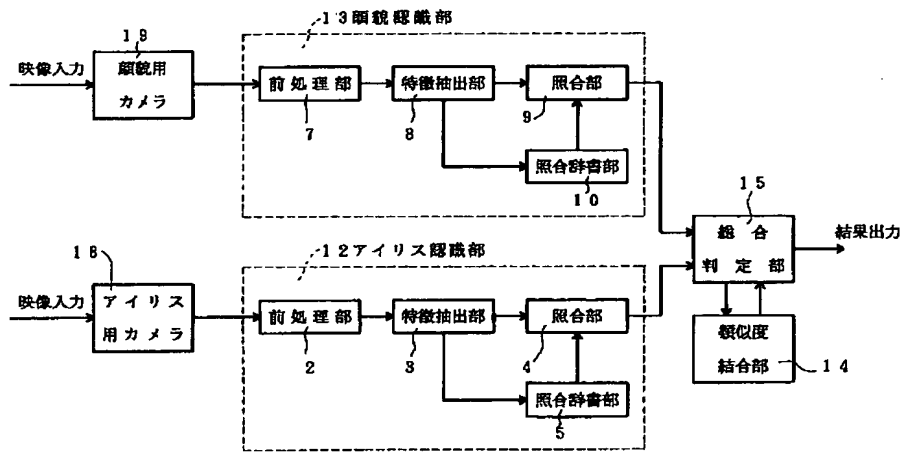 13顔貌認識部
19
映像入力
顔貌用
カメラ
前処理部
特徴抽出部
照合部
7
8
9
照合辞書部
10
15
総合
判定部
結果出力
12アイリス認識部
18
映像入力
アイリス
用カメラ
前処理部
特徴抽出部
照合部
2
3
4
照合辞書部
5
類似度
結合部
14